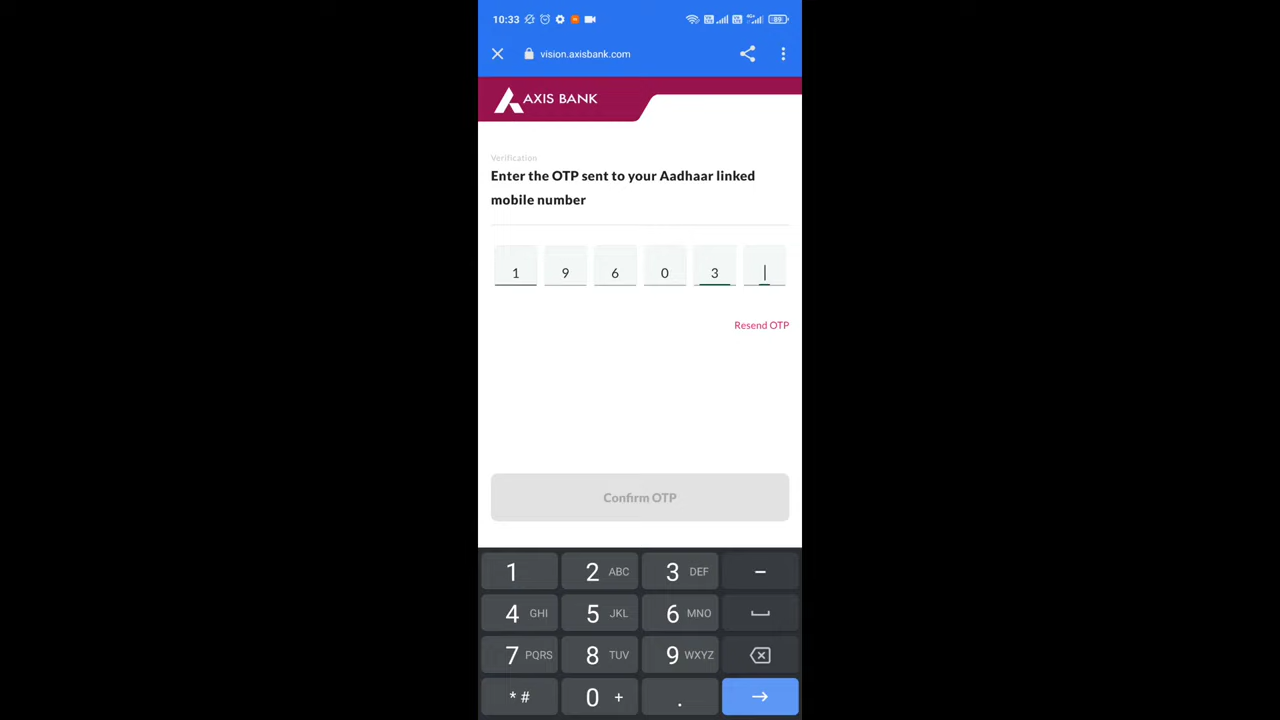 10:33
89
vision.axisbank.com
AXIS BANK
Verification
Enter the OTP sent to your Aadhaar linked
mobile number
1 9 6 0 3
Resend OTP
Confirm OTP
1 2 ABC 3 DEF −
4 GHI 5 JKL 6 MNO
7 PQRS 8 TUV 9 WXYZ
* # 0 + .